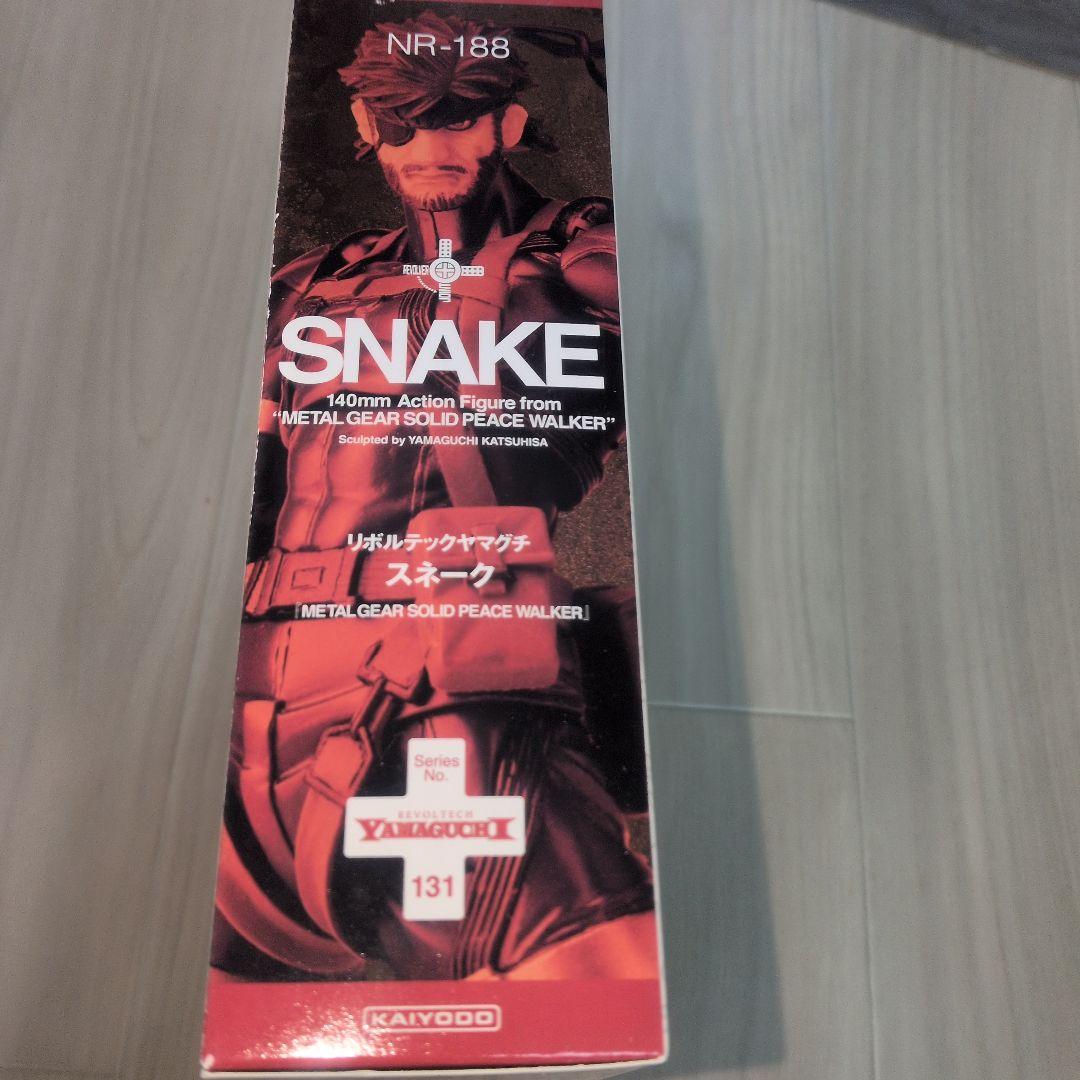 NR-188
REVOLVER
JOINT
SNAKE
140mm Action Figure from
“METAL GEAR SOLID PEACE WALKER”
Sculpted by YAMAGUCHI KATSUHISA
リボルテックヤマグチ
スネーク
『METAL GEAR SOLID PEACE WALKER』
Series
No.
REVOLTECH
YAMAGUCHI
131
KAIYODO